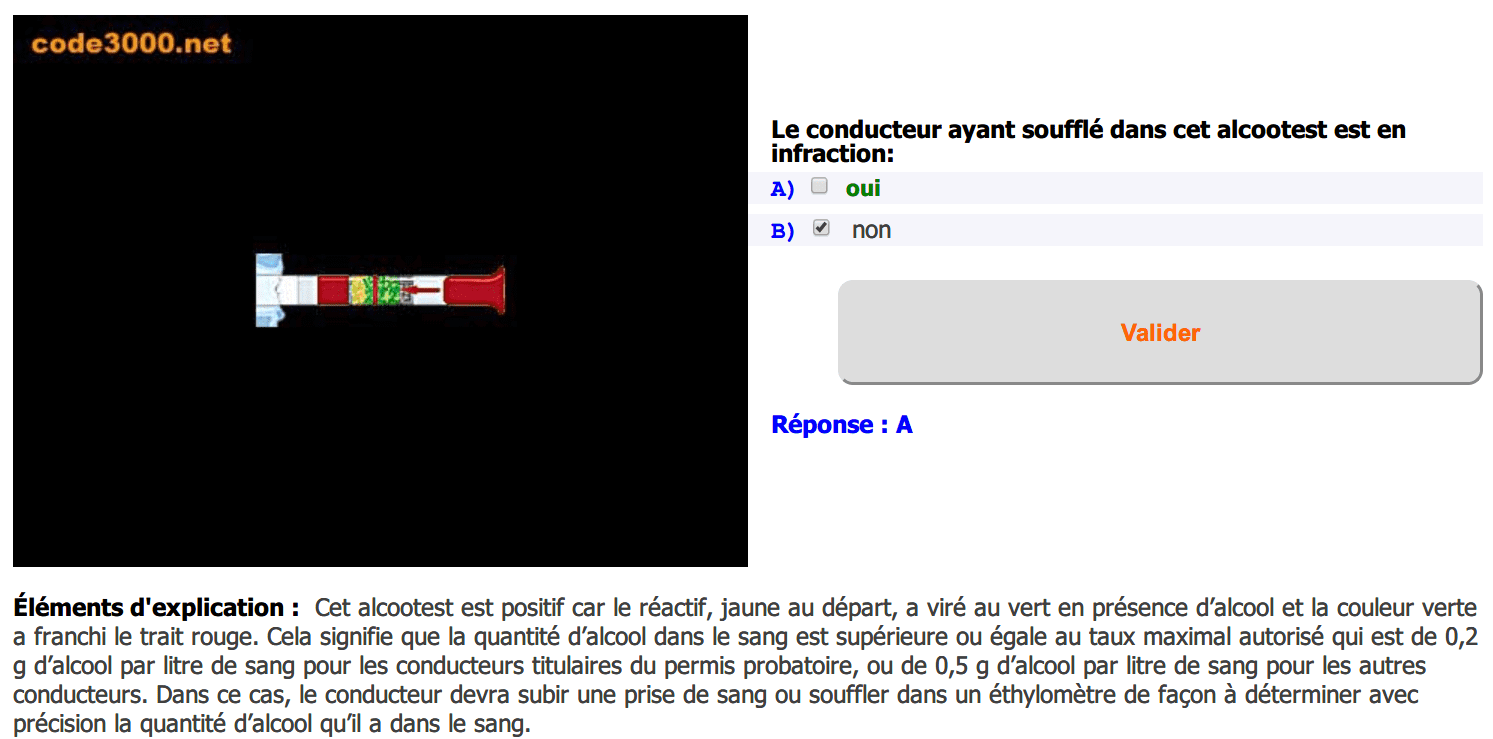 code3000.net
Le conducteur ayant soufflé dans cet alcootest est en
infraction:
A) oui
B) non
Valider
Réponse : A
Éléments d'explication : Cet alcootest est positif car le réactif, jaune au départ, a viré au vert en présence d’alcool et la couleur verte
a franchi le trait rouge. Cela signifie que la quantité d’alcool dans le sang est supérieure ou égale au taux maximal autorisé qui est de 0,2
g d’alcool par litre de sang pour les conducteurs titulaires du permis probatoire, ou de 0,5 g d’alcool par litre de sang pour les autres
conducteurs. Dans ce cas, le conducteur devra subir une prise de sang ou souffler dans un éthylomètre de façon à déterminer avec
précision la quantité d’alcool qu’il a dans le sang.